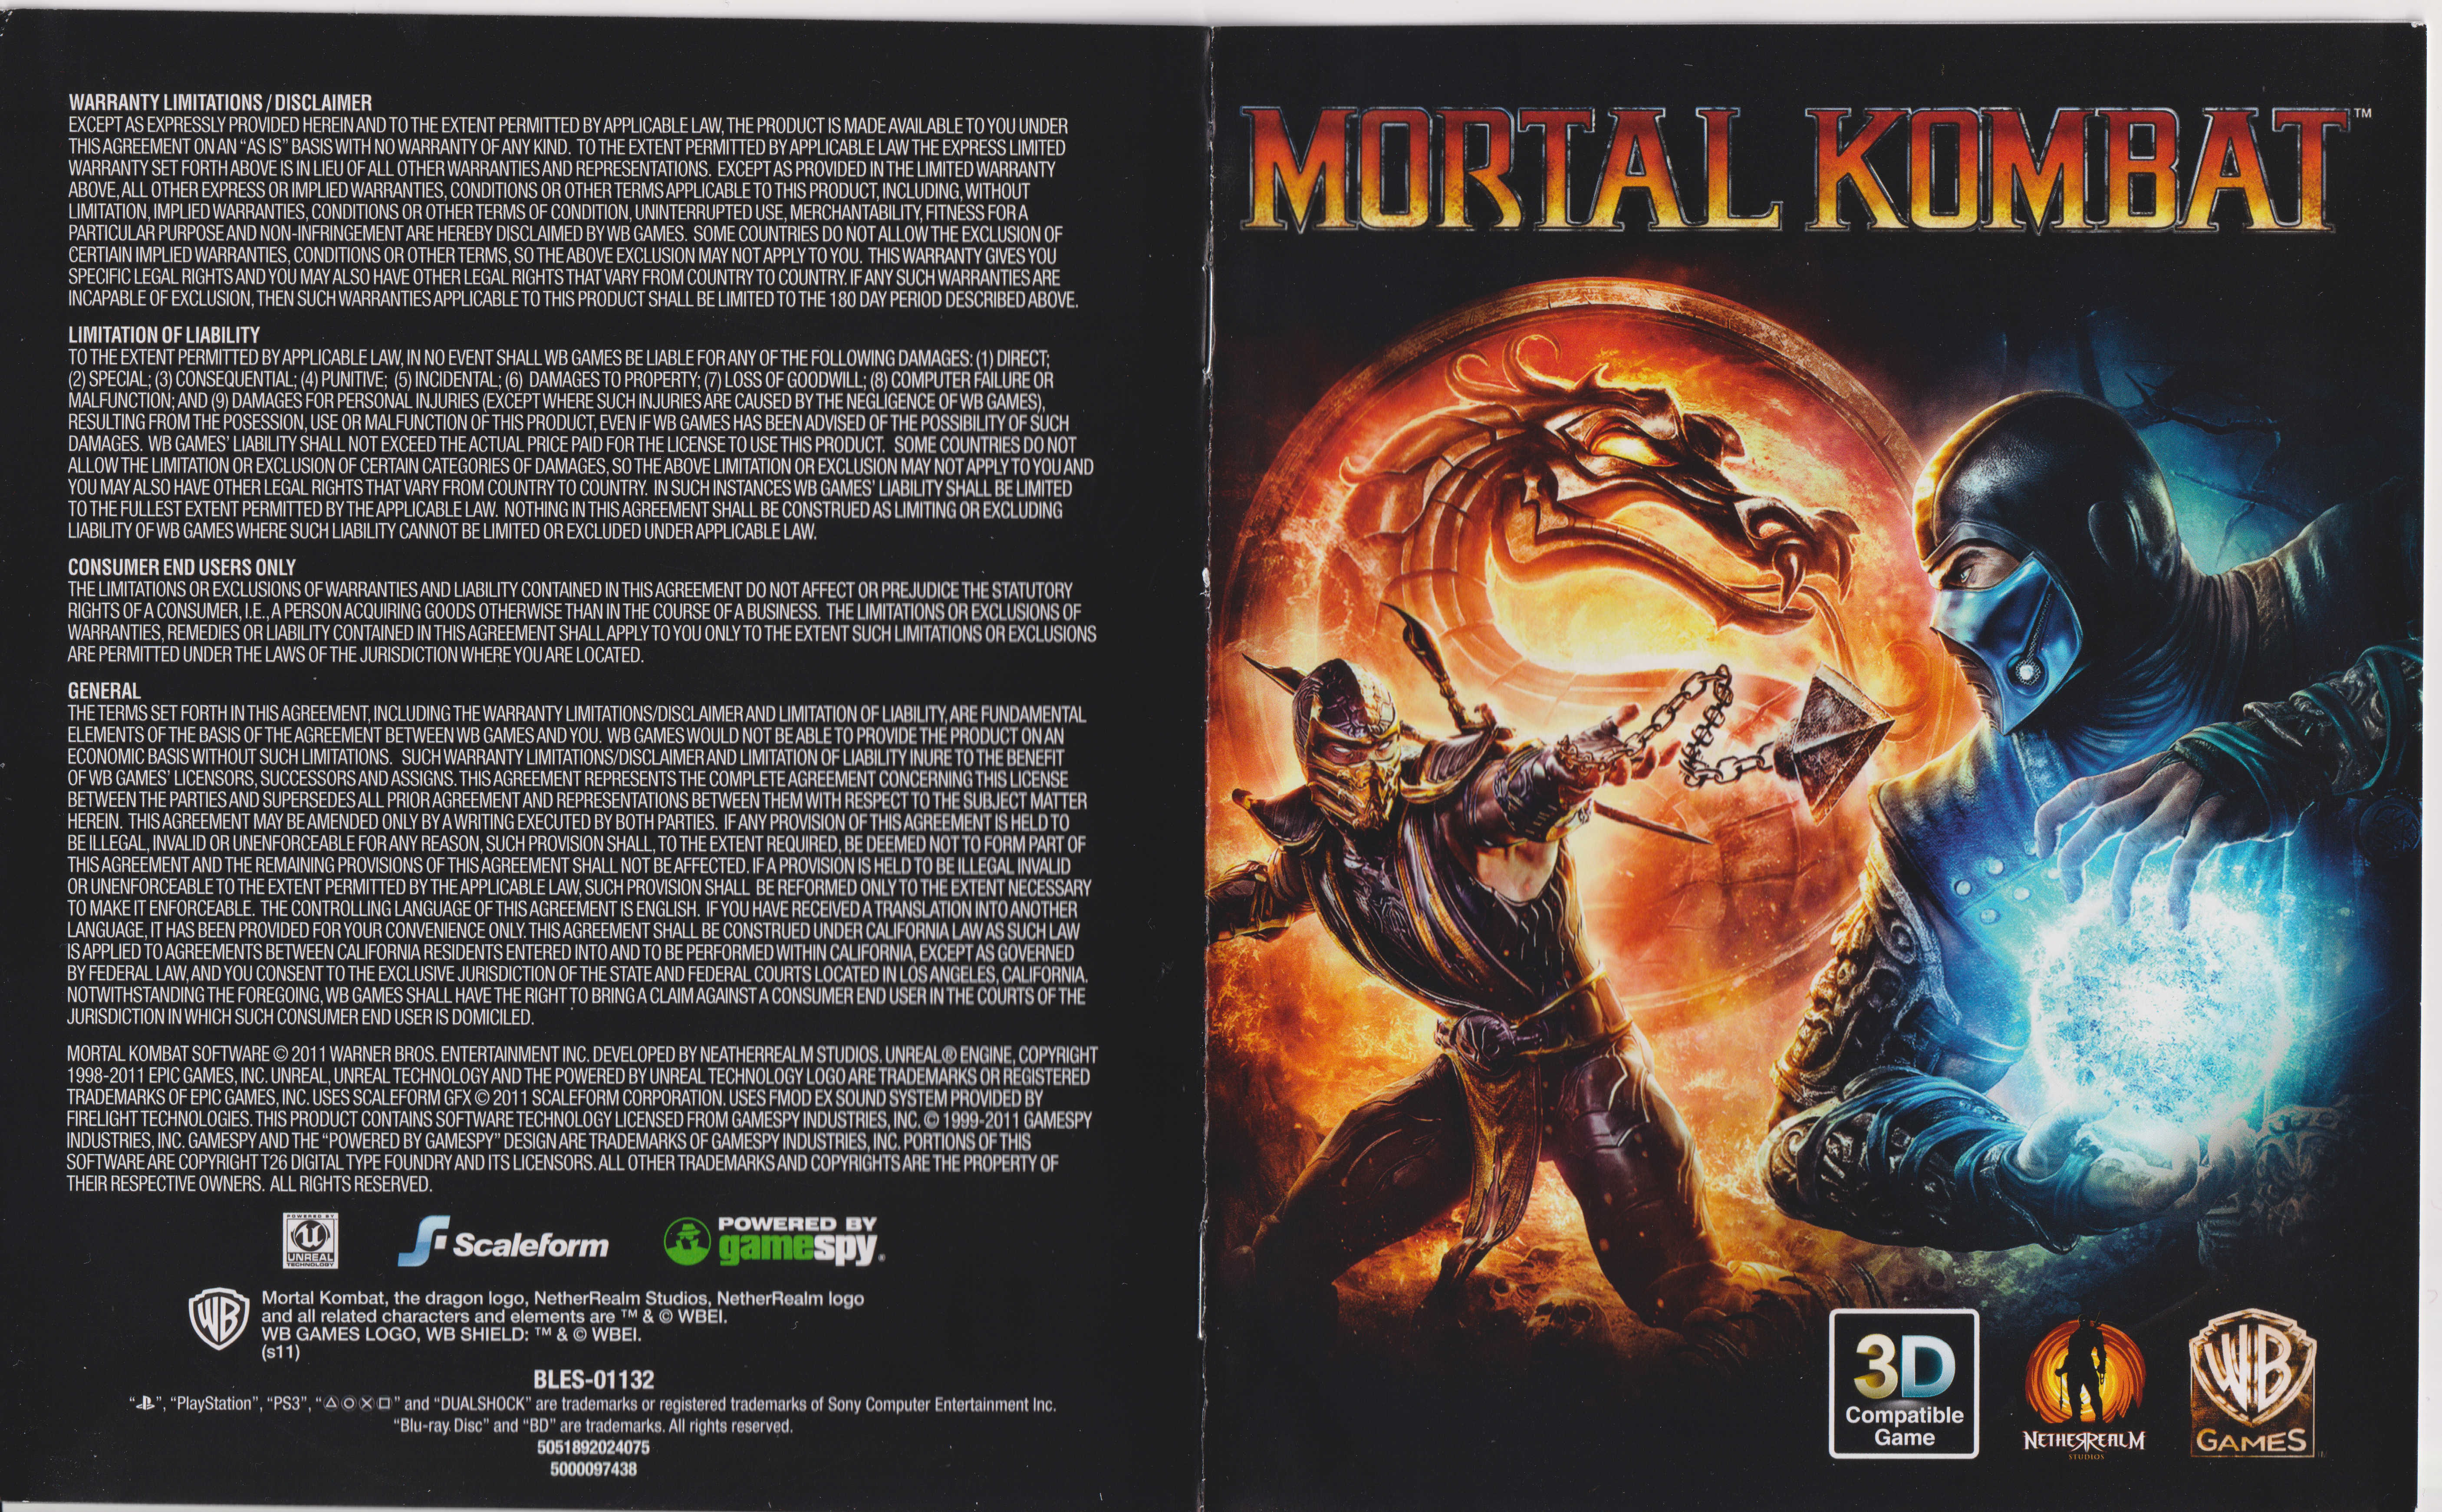 WARRANTY LIMITATIONS / DISCLAIMER
EXCEPT AS EXPRESSLY PROVIDED HEREIN AND TO THE EXTENT PERMITTED BY APPLICABLE LAW, THE PRODUCT IS MADE AVAILABLE TO YOU UNDER
THIS AGREEMENT ON AN “AS IS” BASIS WITH NO WARRANTY OF ANY KIND. TO THE EXTENT PERMITTED BY APPLICABLE LAW THE EXPRESS LIMITED
WARRANTY SET FORTH ABOVE IS IN LIEU OF ALL OTHER WARRANTIES AND REPRESENTATIONS. EXCEPT AS PROVIDED IN THE LIMITED WARRANTY
ABOVE, ALL OTHER EXPRESS OR IMPLIED WARRANTIES, CONDITIONS OR OTHER TERMS APPLICABLE TO THIS PRODUCT, INCLUDING, WITHOUT
LIMITATION, IMPLIED WARRANTIES, CONDITIONS OR OTHER TERMS OF CONDITION, UNINTERRUPTED USE, MERCHANTABILITY, FITNESS FOR A
PARTICULAR PURPOSE AND NON-INFRINGEMENT ARE HEREBY DISCLAIMED BY WB GAMES. SOME COUNTRIES DO NOT ALLOW THE EXCLUSION OF
CERTIAN IMPLIED WARRANTIES, CONDITIONS OR OTHER TERMS, SO THE ABOVE EXCLUSION MAY NOT APPLY TO YOU. THIS WARRANTY GIVES YOU
SPECIFIC LEGAL RIGHTS AND YOU MAY ALSO HAVE OTHER LEGAL RIGHTS THAT VARY FROM COUNTRY TO COUNTRY. IF ANY SUCH WARRANTIES ARE
INCAPABLE OF EXCLUSION, THEN SUCH WARRANTIES APPLICABLE TO THIS PRODUCT SHALL BE LIMITED TO THE 180 DAY PERIOD DESCRIBED ABOVE.
LIMITATION OF LIABILITY
TO THE EXTENT PERMITTED BY APPLICABLE LAW, IN NO EVENT SHALL WB GAMES BE LIABLE FOR ANY OF THE FOLLOWING DAMAGES: (1) DIRECT;
(2) SPECIAL; (3) CONSEQUENTIAL; (4) PUNITIVE; (5) INCIDENTAL; (6) DAMAGES TO PROPERTY; (7) LOSS OF GOODWILL; (8) COMPUTER FAILURE OR
MALFUNCTION; AND (9) DAMAGES FOR PERSONAL INJURIES (EXCEPT WHERE SUCH INJURIES ARE CAUSED BY THE NEGLIGENCE OF WB GAMES),
RESULTING FROM THE POSESSION, USE OR MALFUNCTION OF THIS PRODUCT, EVEN IF WB GAMES HAS BEEN ADVISED OF THE POSSIBILITY OF SUCH
DAMAGES. WB GAMES’ LIABILITY SHALL NOT EXCEED THE ACTUAL PRICE PAID FOR THE LICENSE TO USE THIS PRODUCT. SOME COUNTRIES DO NOT
ALLOW THE LIMITATION OR EXCLUSION OF CERTAIN CATEGORIES OF DAMAGES, SO THE ABOVE LIMITATION OR EXCLUSION MAY NOT APPLY TO YOU AND
YOU MAY ALSO HAVE OTHER LEGAL RIGHTS THAT VARY FROM COUNTRY TO COUNTRY. IN SUCH INSTANCES WB GAMES’ LIABILITY SHALL BE LIMITED
TO THE FULLEST EXTENT PERMITTED BY THE APPLICABLE LAW. NOTHING IN THIS AGREEMENT SHALL BE CONSTRUED AS LIMITING OR EXCLUDING
LIABILITY OF WB GAMES WHERE SUCH LIABILITY CANNOT BE LIMITED OR EXCLUDED UNDER APPLICABLE LAW.
CONSUMER END USERS ONLY
THE LIMITATIONS OR EXCLUSIONS OF WARRANTIES AND LIABILITY CONTAINED IN THIS AGREEMENT DO NOT AFFECT OR PREJUDICE THE STATUTORY
RIGHTS OF A CONSUMER, I.E., A PERSON ACQUIRING GOODS OTHERWISE THAN IN THE COURSE OF A BUSINESS. THE LIMITATIONS OR EXCLUSIONS OF
WARRANTIES, REMEDIES OR LIABILITY CONTAINED IN THIS AGREEMENT SHALL APPLY TO YOU ONLY TO THE EXTENT SUCH LIMITATIONS OR EXCLUSIONS
ARE PERMITTED UNDER THE LAWS OF THE JURISDICTION WHERE YOU ARE LOCATED.
GENERAL
THE TERMS SET FORTH IN THIS AGREEMENT, INCLUDING THE WARRANTY LIMITATIONS/DISCLAIMER AND LIMITATION OF LIABILITY, ARE FUNDAMENTAL
ELEMENTS OF THE BASIS OF THE AGREEMENT BETWEEN WB GAMES AND YOU. WB GAMES WOULD NOT BE ABLE TO PROVIDE THE PRODUCT ON AN
ECONOMIC BASIS WITHOUT SUCH LIMITATIONS. SUCH WARRANTY LIMITATIONS/DISCLAIMER AND LIMITATION OF LIABILITY INURE TO THE BENEFIT
OF WB GAMES’ LICENSORS, SUCCESSORS AND ASSIGNS. THIS AGREEMENT REPRESENTS THE COMPLETE AGREEMENT CONCERNING THIS LICENSE
BETWEEN THE PARTIES AND SUPERSEDES ALL PRIOR AGREEMENT AND REPRESENTATIONS BETWEEN THEM WITH RESPECT TO THE SUBJECT MATTER
HEREIN. THIS AGREEMENT MAY BE AMENDED ONLY BY A WRITING EXECUTED BY BOTH PARTIES. IF ANY PROVISION OF THIS AGREEMENT IS HELD TO
BE ILLEGAL, INVALID OR UNENFORCEABLE FOR ANY REASON, SUCH PROVISION SHALL, TO THE EXTENT REQUIRED, BE DEEMED NOT TO FORM PART OF
THIS AGREEMENT AND THE REMAINING PROVISIONS OF THIS AGREEMENT SHALL NOT BE AFFECTED. IF A PROVISION IS HELD TO BE ILLEGAL INVALID
OR UNENFORCEABLE TO THE EXTENT PERMITTED BY THE APPLICABLE LAW, SUCH PROVISION SHALL BE REFORMED ONLY TO THE EXTENT NECESSARY
TO MAKE IT ENFORCEABLE. THE CONTROLLING LANGUAGE OF THIS AGREEMENT IS ENGLISH. IF YOU HAVE RECEIVED A TRANSLATION INTO ANOTHER
LANGUAGE, IT HAS BEEN PROVIDED FOR YOUR CONVENIENCE ONLY. THIS AGREEMENT SHALL BE CONSTRUED UNDER CALIFORNIA LAW AS SUCH LAW
IS APPLIED TO AGREEMENTS BETWEEN CALIFORNIA RESIDENTS ENTERED INTO AND TO BE PERFORMED WITHIN CALIFORNIA, EXCEPT AS GOVERNED
BY FEDERAL LAW, AND YOU CONSENT TO THE EXCLUSIVE JURISDICTION OF THE STATE AND FEDERAL COURTS LOCATED IN LOS ANGELES, CALIFORNIA.
NOTWITHSTANDING THE FOREGOING, WB GAMES SHALL HAVE THE RIGHT TO BRING A CLAIM AGAINST A CONSUMER END USER IN THE COURTS OF THE
JURISDICTION IN WHICH SUCH CONSUMER END USER IS DOMICILED.
MORTAL KOMBAT SOFTWARE © 2011 WARNER BROS. ENTERTAINMENT INC. DEVELOPED BY NEATHERREALM STUDIOS. UNREAL® ENGINE, COPYRIGHT
1998-2011 EPIC GAMES, INC. UNREAL, UNREAL TECHNOLOGY AND THE POWERED BY UNREAL TECHNOLOGY LOGO ARE TRADEMARKS OR REGISTERED
TRADEMARKS OF EPIC GAMES, INC. USES SCALEFORM GFX © 2011 SCALEFORM CORPORATION. USES FMOD EX SOUND SYSTEM PROVIDED BY
FIRELIGHT TECHNOLOGIES. THIS PRODUCT CONTAINS SOFTWARE TECHNOLOGY LICENSED FROM GAMESPY INDUSTRIES, INC. © 1999-2011 GAMESPY
INDUSTRIES, INC. GAMESPY AND THE “POWERED BY GAMESPY” DESIGN ARE TRADEMARKS OF GAMESPY INDUSTRIES, INC. PORTIONS OF THIS
SOFTWARE ARE COPYRIGHT T26 DIGITAL TYPE FOUNDRY AND ITS LICENSORS. ALL OTHER TRADEMARKS AND COPYRIGHTS ARE THE PROPERTY OF
THEIR RESPECTIVE OWNERS. ALL RIGHTS RESERVED.
POWERED BY
UNREAL
TECHNOLOGY
Scaleform
POWERED BY
gamespy®
WB
Mortal Kombat, the dragon logo, NetherRealm Studios, NetherRealm logo
and all related characters and elements are ™ & © WBEI.
WB GAMES LOGO, WB SHIELD: ™ & © WBEI.
(s11)
BLES-01132
“ ”, “PlayStation”, “PS3”, “△○✕□” and “DUALSHOCK” are trademarks or registered trademarks of Sony Computer Entertainment Inc.
“Blu-ray Disc” and “BD” are trademarks. All rights reserved.
5051892024075
5000097438
MORTAL KOMBAT™
3D
Compatible
Game
NETHERREALM
STUDIOS
WB
GAMES